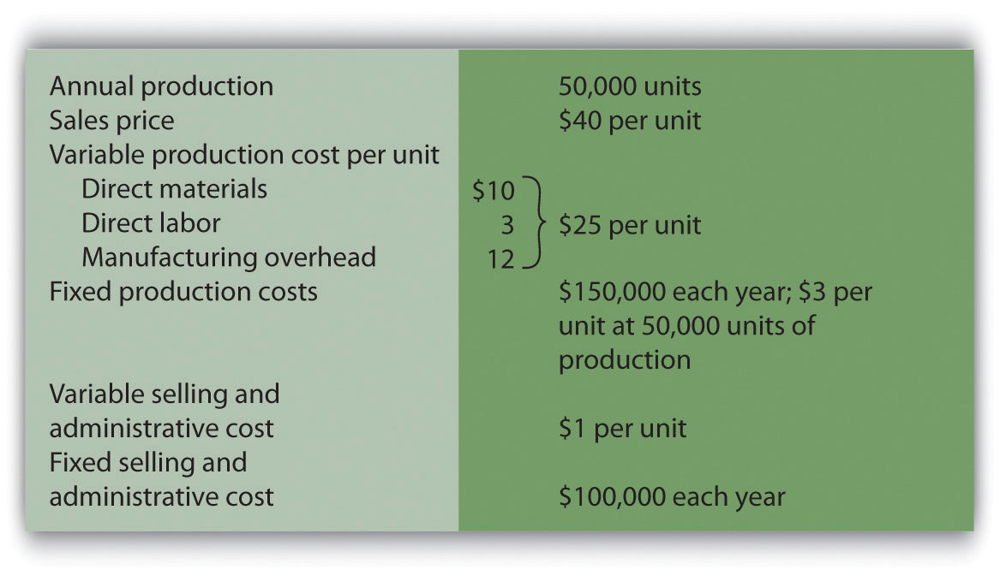 Annual production 50,000 units
Sales price $40 per unit
Variable production cost per unit
Direct materials $10
Direct labor 3 $25 per unit
Manufacturing overhead 12
Fixed production costs $150,000 each year; $3 per
unit at 50,000 units of
production
Variable selling and
administrative cost $1 per unit
Fixed selling and
administrative cost $100,000 each year